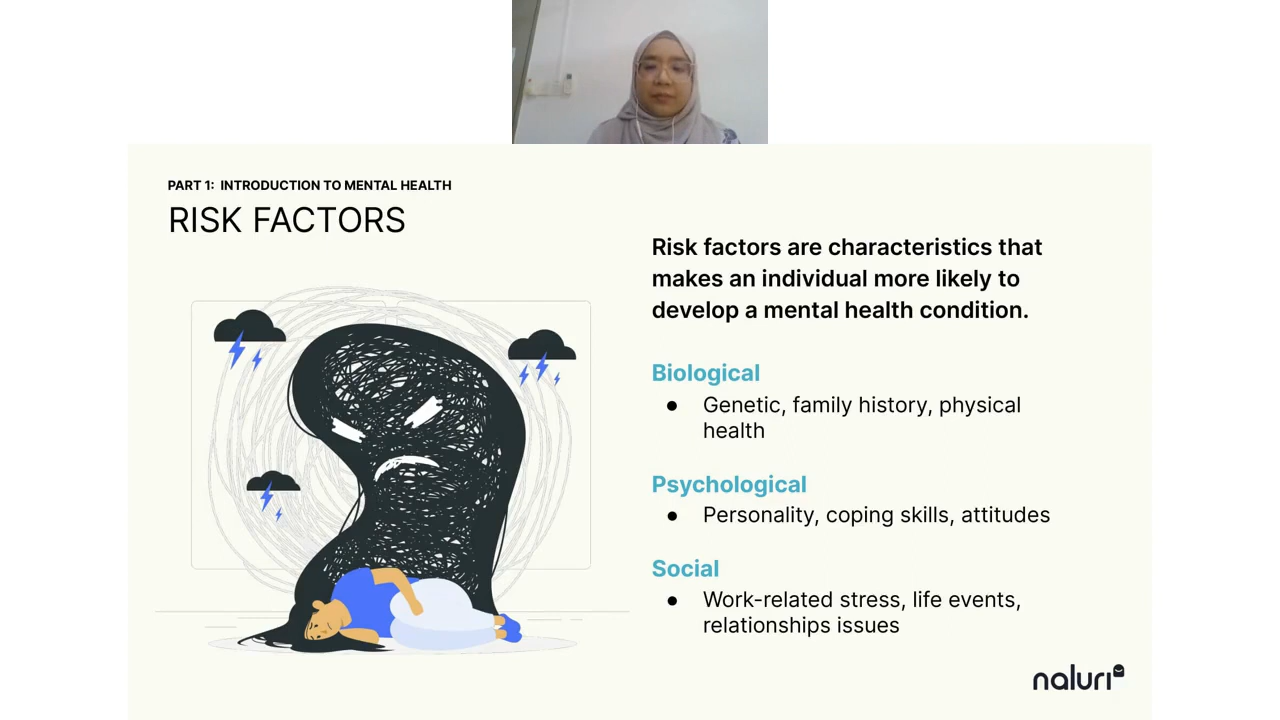 PART 1: INTRODUCTION TO MENTAL HEALTH
RISK FACTORS
Risk factors are characteristics that
makes an individual more likely to
develop a mental health condition.
Biological
● Genetic, family history, physical
health
Psychological
● Personality, coping skills, attitudes
Social
● Work-related stress, life events,
relationships issues
naluri